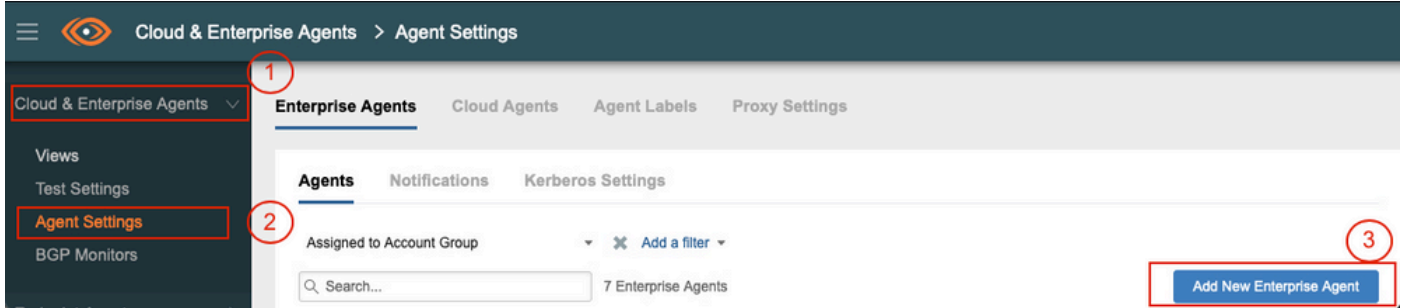 Cloud & Enterprise Agents > Agent Settings
1
Cloud & Enterprise Agents
Enterprise Agents Cloud Agents Agent Labels Proxy Settings
Views
Test Settings
Agent Settings
2
BGP Monitors
Agents Notifications Kerberos Settings
Assigned to Account Group Add a filter
3
Search... 7 Enterprise Agents
Add New Enterprise Agent